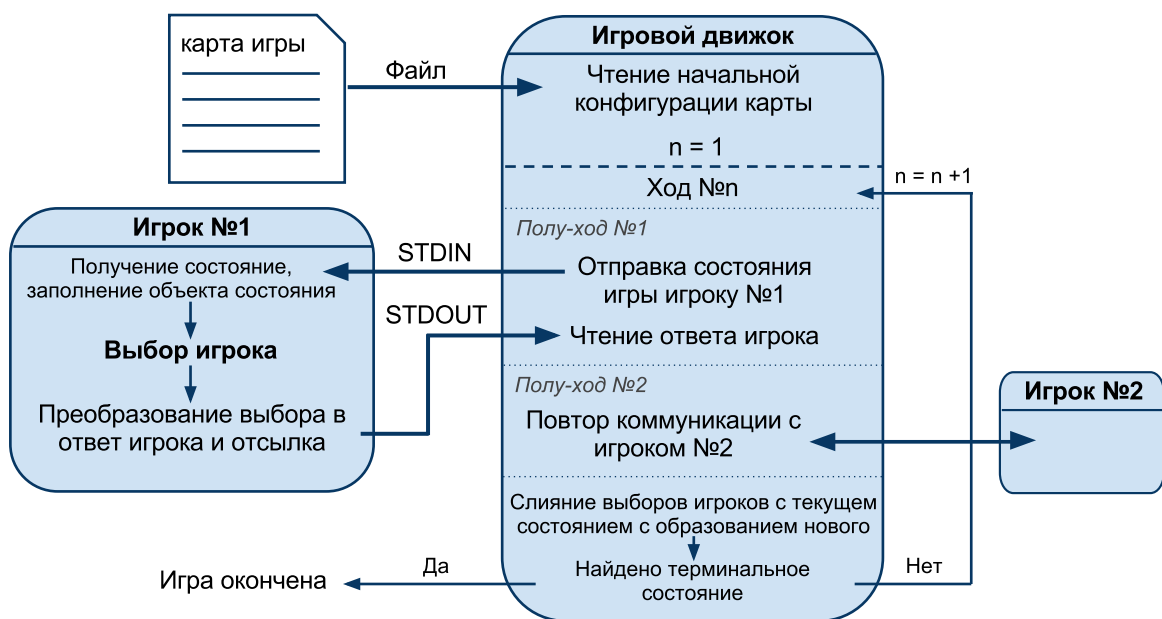 карта игры
Файл
Игровой движок
Чтение начальной
конфигурации карты
n = 1
Ход №n
n = n +1
Игрок №1
Получение состояние,
заполнение объекта состояния
Выбор игрока
Преобразование выбора в
ответ игрока и отсылка
STDIN
STDOUT
Полу-ход №1
Отправка состояния
игры игроку №1
Чтение ответа игрока
Полу-ход №2
Повтор коммуникации с
игроком №2
Игрок №2
Слияние выборов игроков с текущем
состоянием с образованием нового
Найдено терминальное
состояние
Да
Нет
Игра окончена